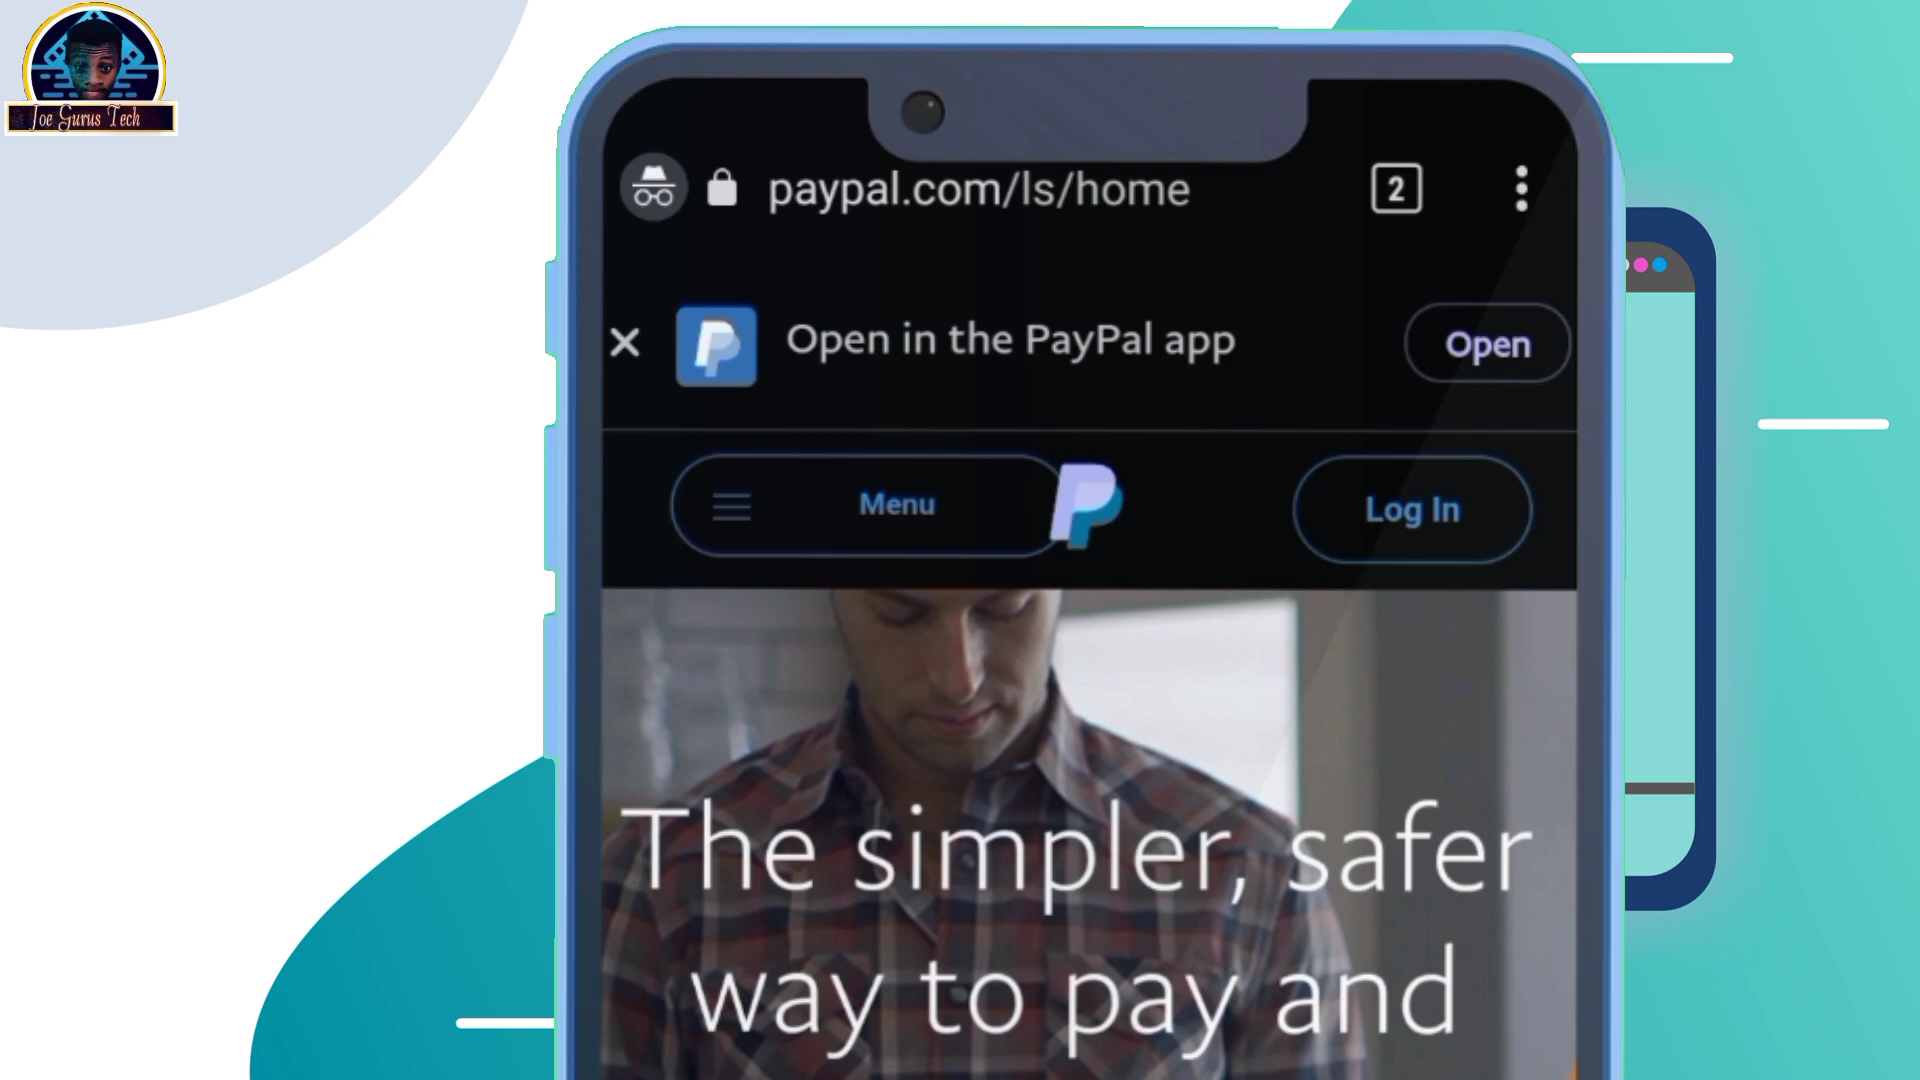 Joe Gurus Tech
paypal.com/ls/home
2
Open in the PayPal app
Open
Menu
Log In
The simpler, safer
way to pay and